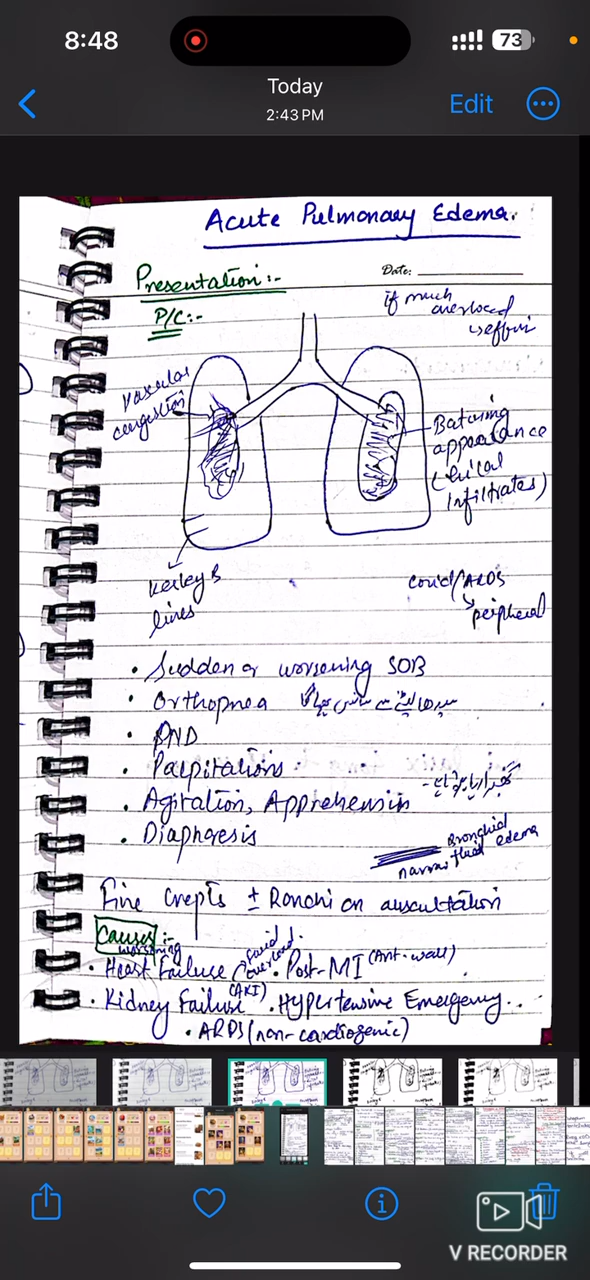 8:48
73
Today
2:43 PM
Edit
Acute Pulmonary Edema.
Presentation:-
Date:
P/C:-
if much
overload
Vascular
congestion
Batwing
appearance
(hilical
Infiltrates)
Kerley B
lines
Covid/ARDS
peripheral
• Sudden or worsening SOB
• Orthopnea
• PND
• Palpitations
• Agitation, Apprehension
• Diaphoresis
Bronchial
narrow fluid edema
Fine Crepts ± Ronchi on auscultation
Causes:-
worsening
• Heart Failure (fluid overload). • Post-MI (Ant. wall)
• Kidney Failure (AKI) • Hypertensive Emergency..
• ARDS (non-cardiogenic)
V RECORDER